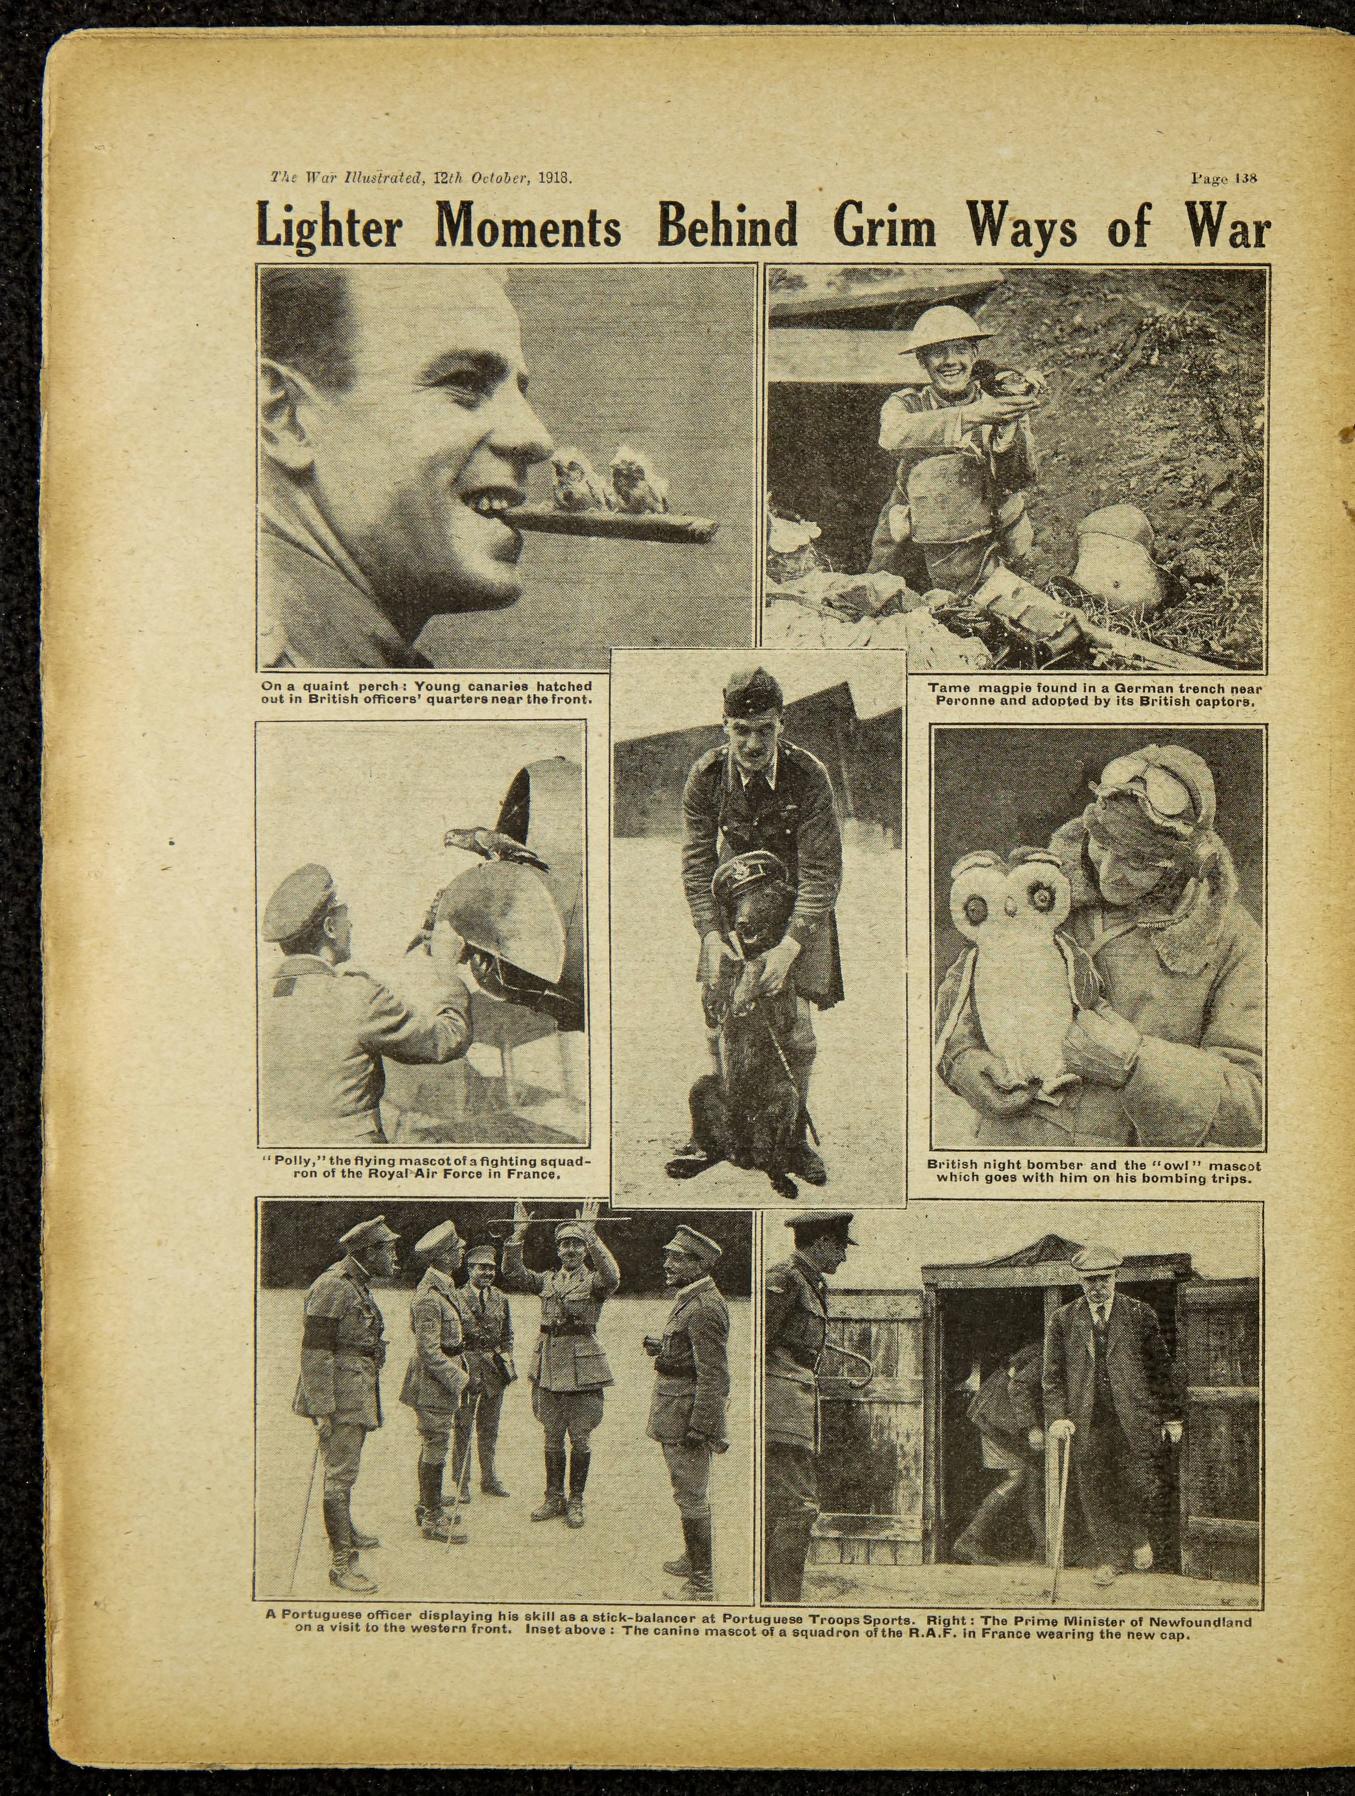 The War Illustrated, 12th October, 1918.
Page 138
Lighter Moments Behind Grim Ways of War
On a quaint perch: Young canaries hatched
out in British officers' quarters near the front.
Tame magpie found in a German trench near
Peronne and adopted by its British captors.
"Polly," the flying mascot of a fighting squad-
ron of the Royal Air Force in France.
British night bomber and the "owl" mascot
which goes with him on his bombing trips.
A Portuguese officer displaying his skill as a stick-balancer at Portuguese Troops Sports. Right: The Prime Minister of Newfoundland
on a visit to the western front. Inset above: The canine mascot of a squadron of the R.A.F. in France wearing the new cap.